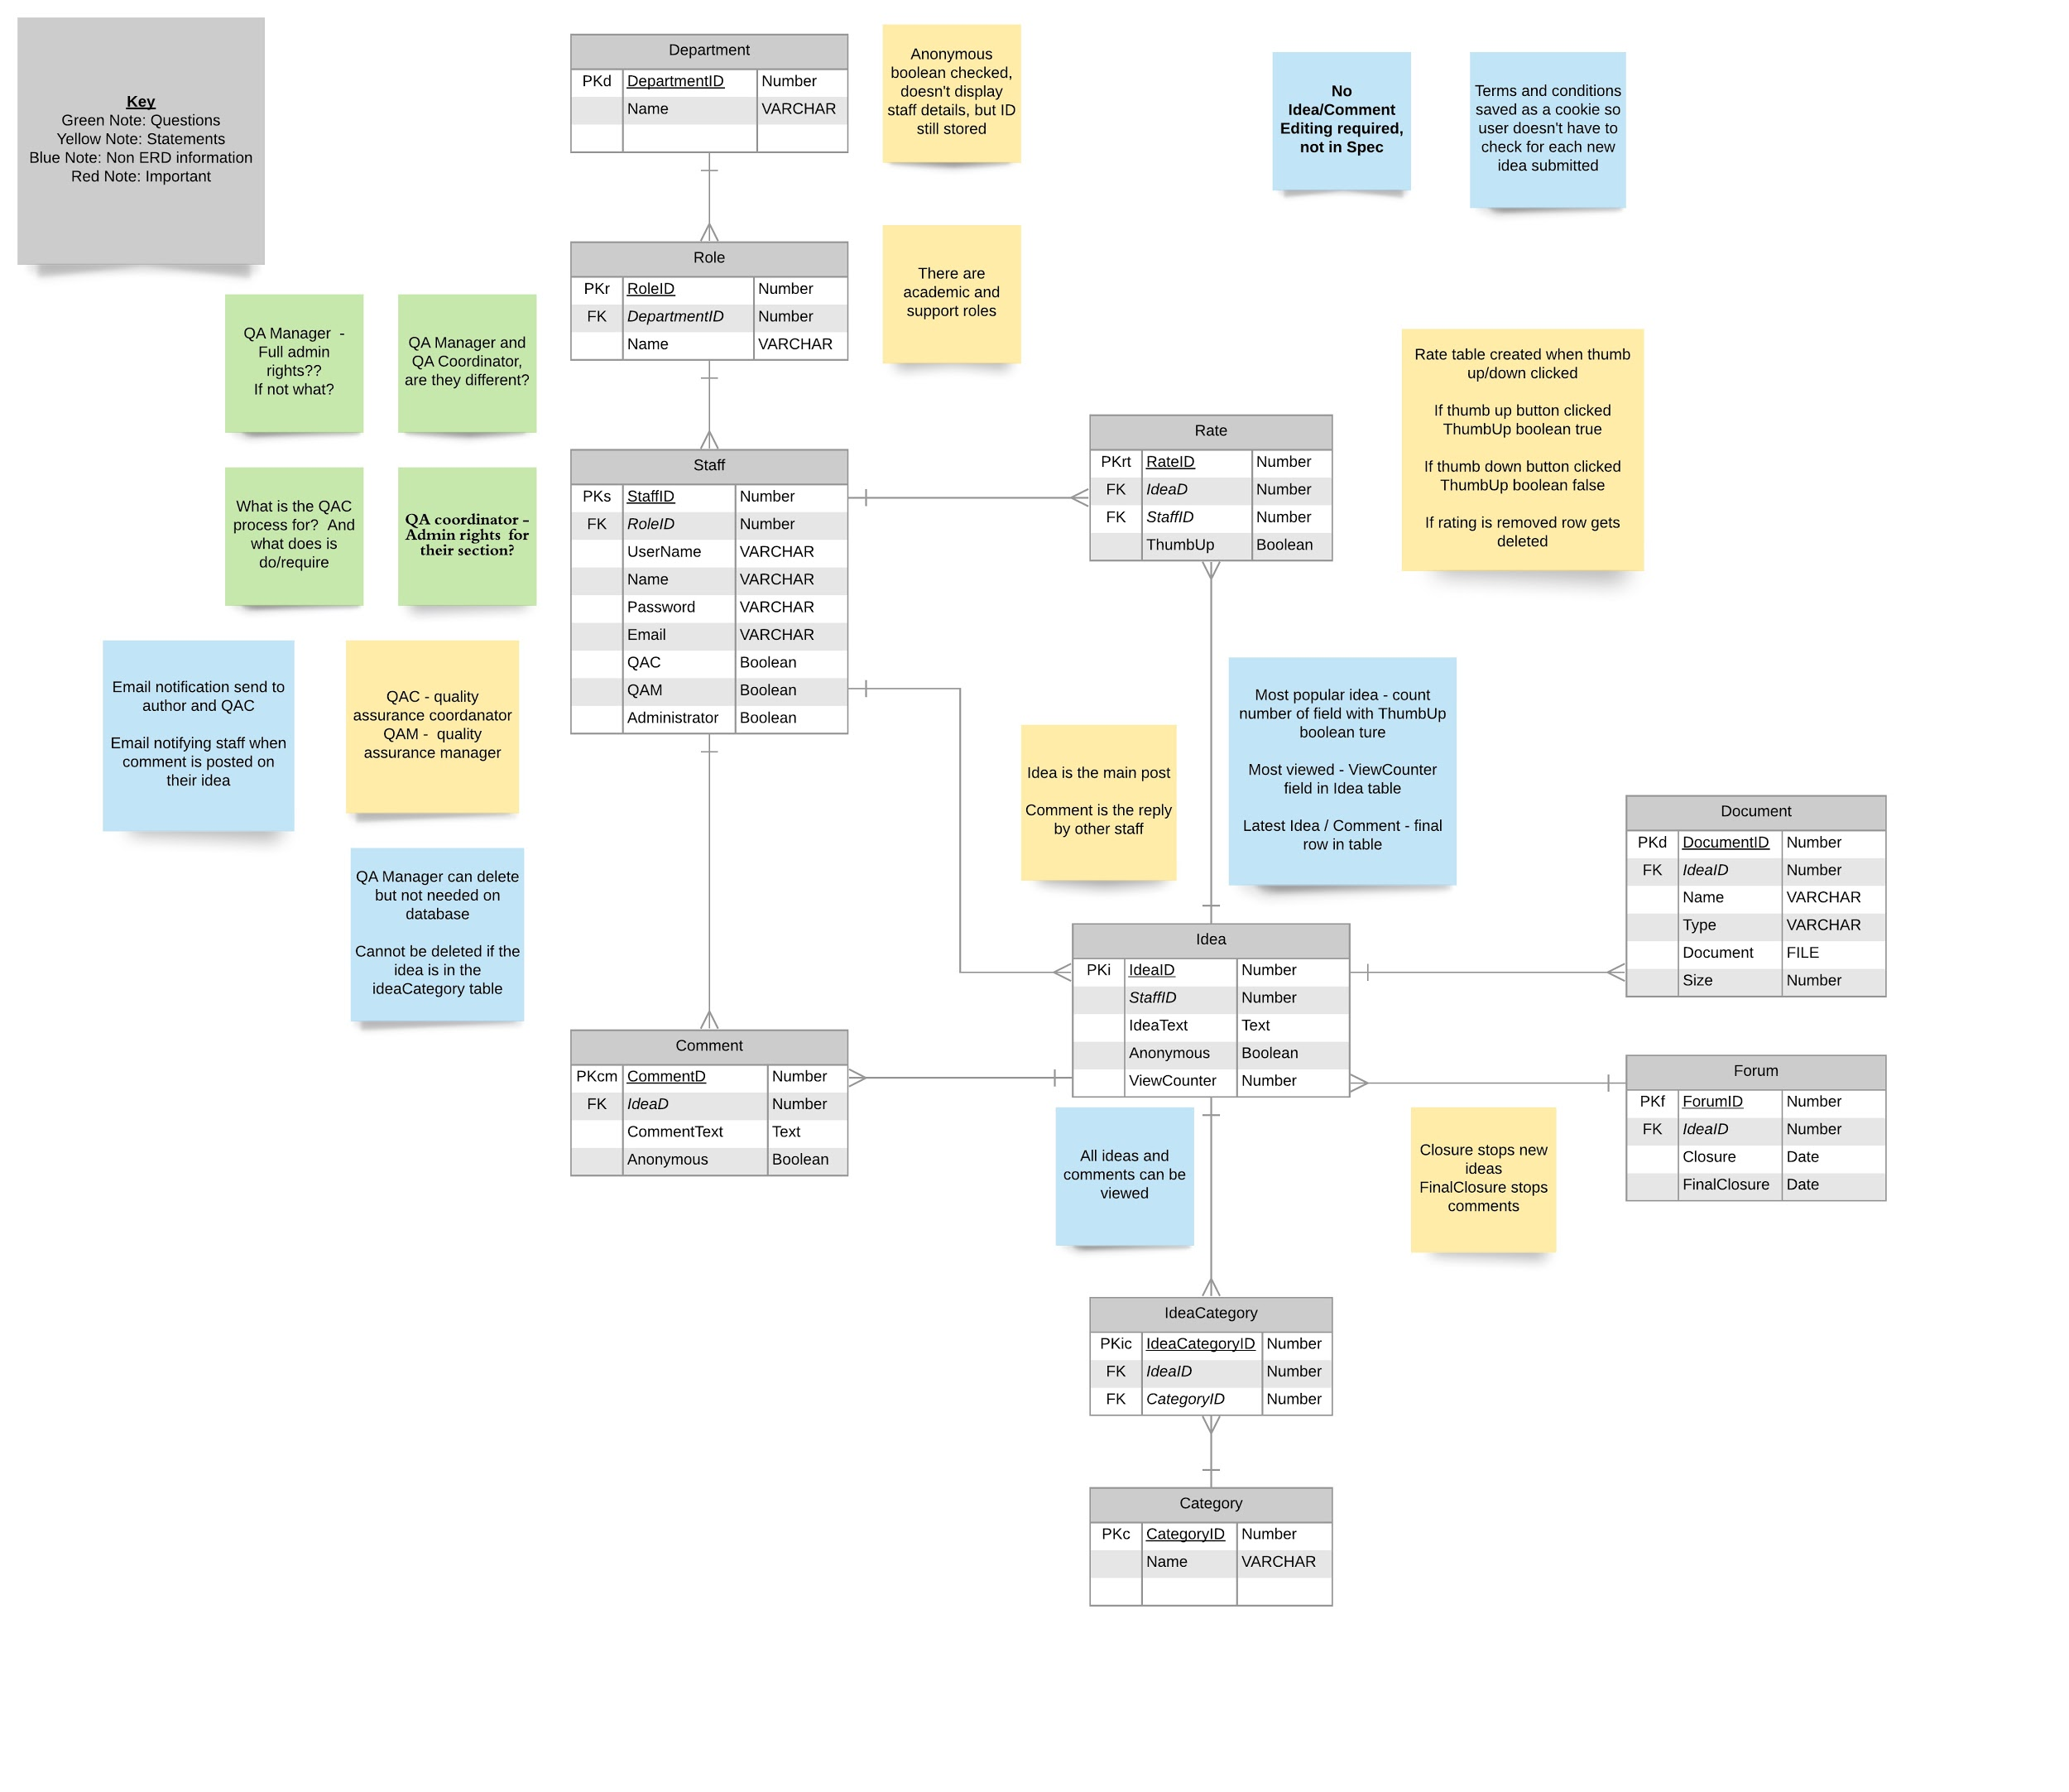 Key
Green Note: Questions
Yellow Note: Statements
Blue Note: Non ERD information
Red Note: Important
Department
PKd DepartmentID Number
Name VARCHAR
Anonymous
boolean checked,
doesn't display
staff details, but ID
still stored
No
Idea/Comment
Editing required,
not in Spec
Terms and conditions
saved as a cookie so
user doesn't have to
check for each new
idea submitted
Role
PKr RoleID Number
FK DepartmentID Number
Name VARCHAR
There are
academic and
support roles
QA Manager -
Full admin
rights??
If not what?
QA Manager and
QA Coordinator,
are they different?
What is the QAC
process for? And
what does is
do/require
QA coordinator -
Admin rights for
their section?
Staff
PKs StaffID Number
FK RoleID Number
UserName VARCHAR
Name VARCHAR
Password VARCHAR
Email VARCHAR
QAC Boolean
QAM Boolean
Administrator Boolean
Rate
PKrt RateID Number
FK IdeaD Number
FK StaffID Number
ThumbUp Boolean
Rate table created when thumb
up/down clicked
If thumb up button clicked
ThumbUp boolean true
If thumb down button clicked
ThumbUp boolean false
If rating is removed row gets
deleted
Email notification send to
author and QAC
Email notifying staff when
comment is posted on
their idea
QAC - quality
assurance coordanator
QAM - quality
assurance manager
QA Manager can delete
but not needed on
database
Cannot be deleted if the
idea is in the
ideaCategory table
Idea is the main post
Comment is the reply
by other staff
Most popular idea - count
number of field with ThumbUp
boolean ture
Most viewed - ViewCounter
field in Idea table
Latest Idea / Comment - final
row in table
Document
PKd DocumentID Number
FK IdeaID Number
Name VARCHAR
Type VARCHAR
Document FILE
Size Number
Idea
PKi IdeaID Number
StaffID Number
IdeaText Text
Anonymous Boolean
ViewCounter Number
Comment
PKcm CommentD Number
FK IdeaD Number
CommentText Text
Anonymous Boolean
Forum
PKf ForumID Number
FK IdeaID Number
Closure Date
FinalClosure Date
All ideas and
comments can be
viewed
Closure stops new
ideas
FinalClosure stops
comments
IdeaCategory
PKic IdeaCategoryID Number
FK IdeaID Number
FK CategoryID Number
Category
PKc CategoryID Number
Name VARCHAR